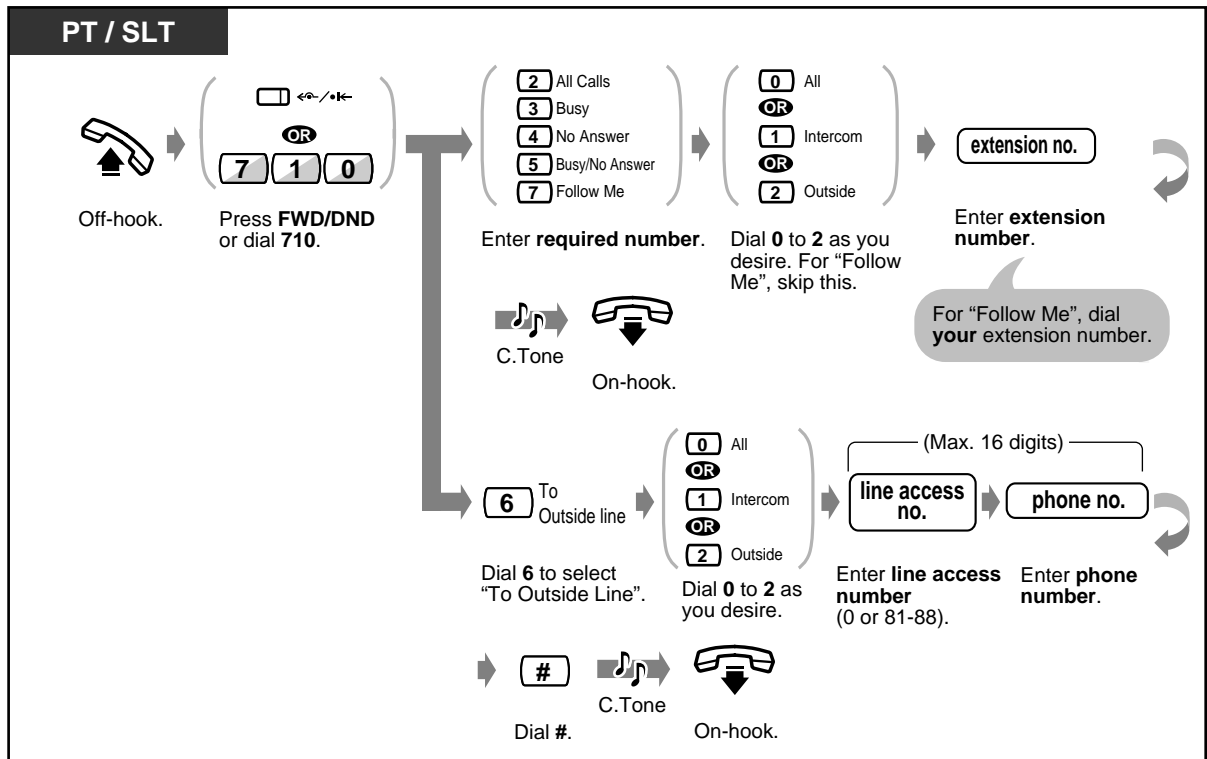 PT / SLT
OR
7 1 0
Off-hook.
Press FWD/DND
or dial 710.
2 All Calls
3 Busy
4 No Answer
5 Busy/No Answer
7 Follow Me
Enter required number.
0 All
OR
1 Intercom
OR
2 Outside
Dial 0 to 2 as you
desire. For “Follow
Me”, skip this.
extension no.
Enter extension
number.
For “Follow Me”, dial
your extension number.
C.Tone
On-hook.
6 To
Outside line
Dial 6 to select
“To Outside Line”.
0 All
OR
1 Intercom
OR
2 Outside
Dial 0 to 2 as
you desire.
(Max. 16 digits)
line access
no.
Enter line access
number
(0 or 81-88).
phone no.
Enter phone
number.
#
Dial #.
C.Tone
On-hook.